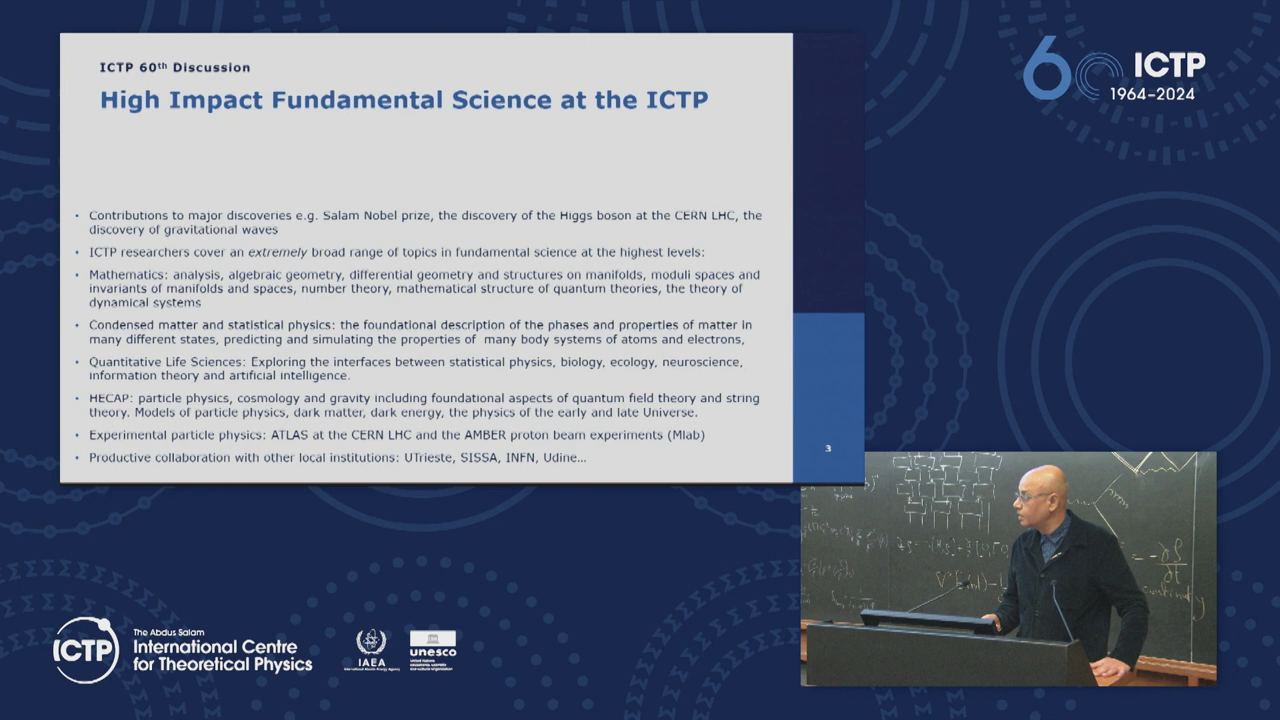 ICTP 60th Discussion
High Impact Fundamental Science at the ICTP
• Contributions to major discoveries e.g. Salam Nobel prize, the discovery of the Higgs boson at the CERN LHC, the
discovery of gravitational waves
• ICTP researchers cover an extremely broad range of topics in fundamental science at the highest levels:
• Mathematics: analysis, algebraic geometry, differential geometry and structures on manifolds, moduli spaces and
invariants of manifolds and spaces, number theory, mathematical structure of quantum theories, the theory of
dynamical systems
• Condensed matter and statistical physics: the foundational description of the phases and properties of matter in
many different states, predicting and simulating the properties of many body systems of atoms and electrons,
• Quantitative Life Sciences: Exploring the interfaces between statistical physics, biology, ecology, neuroscience,
information theory and artificial intelligence.
• HECAP: particle physics, cosmology and gravity including foundational aspects of quantum field theory and string
theory. Models of particle physics, dark matter, dark energy, the physics of the early and late Universe.
• Experimental particle physics: ATLAS at the CERN LHC and the AMBER proton beam experiments (Mlab)
• Productive collaboration with other local institutions: UTrieste, SISSA, INFN, Udine...
3
60 ICTP
1964–2024
ICTP
The Abdus Salam
International Centre
for Theoretical Physics
IAEA
International Atomic Energy Agency
unesco